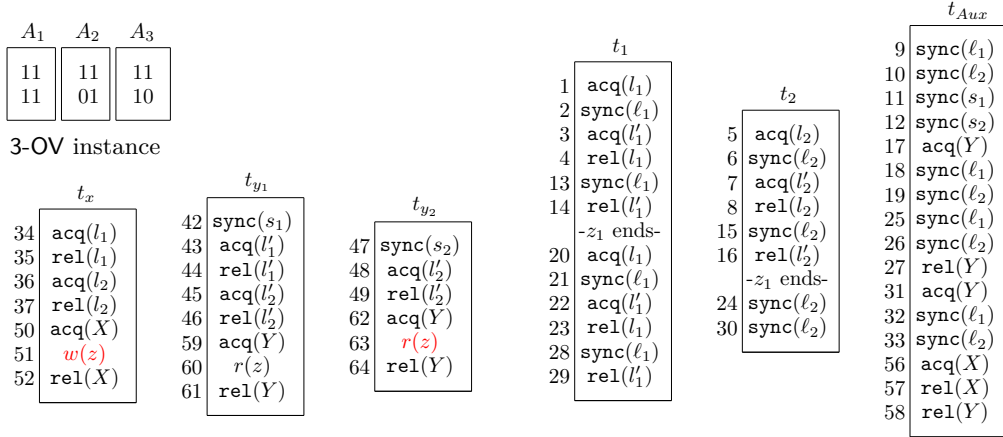 A₁ A₂ A₃
11 11 11
11 01 10
3-OV instance
t_x
34 acq(l₁)
35 rel(l₁)
36 acq(l₂)
37 rel(l₂)
50 acq(X)
51 w(z)
52 rel(X)
t_{y₁}
42 sync(s₁)
43 acq(l′₁)
44 rel(l′₁)
45 acq(l′₂)
46 rel(l′₂)
59 acq(Y)
60 r(z)
61 rel(Y)
t_{y₂}
47 sync(s₂)
48 acq(l′₂)
49 rel(l′₂)
62 acq(Y)
63 r(z)
64 rel(Y)
t₁
1 acq(l₁)
2 sync(ℓ₁)
3 acq(l′₁)
4 rel(l₁)
13 sync(ℓ₁)
14 rel(l′₁)
-z₁ ends-
20 acq(l₁)
21 sync(ℓ₁)
22 acq(l′₁)
23 rel(l₁)
28 sync(ℓ₁)
29 rel(l′₁)
t₂
5 acq(l₂)
6 sync(ℓ₂)
7 acq(l′₂)
8 rel(l₂)
15 sync(ℓ₂)
16 rel(l′₂)
-z₁ ends-
24 sync(ℓ₂)
30 sync(ℓ₂)
t_{Aux}
9 sync(ℓ₁)
10 sync(ℓ₂)
11 sync(s₁)
12 sync(s₂)
17 acq(Y)
18 sync(ℓ₁)
19 sync(ℓ₂)
25 sync(ℓ₁)
26 sync(ℓ₂)
27 rel(Y)
31 acq(Y)
32 sync(ℓ₁)
33 sync(ℓ₂)
56 acq(X)
57 rel(X)
58 rel(Y)